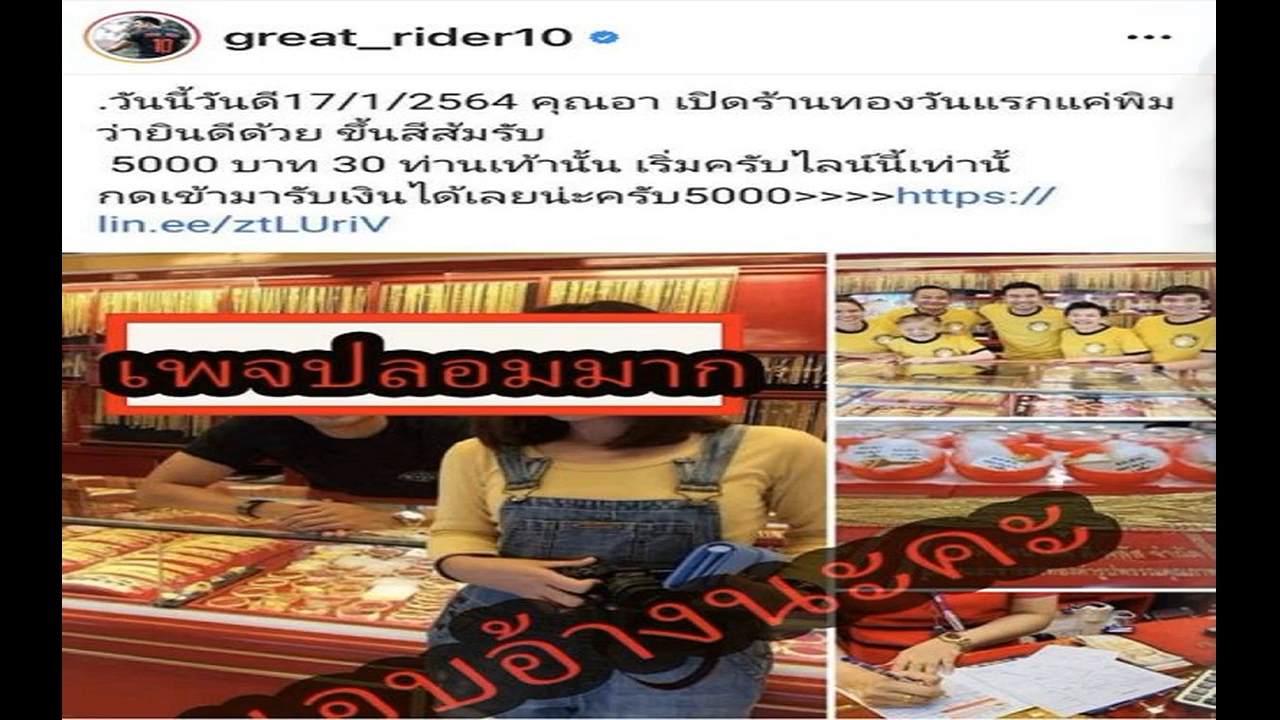 great_rider10
.วันนี้วันดี17/1/2564 คุณอา เปิดร้านทองวันแรกแค่พิม
ว่ายินดีด้วย ขึ้นสีส้มรับ
5000 บาท 30 ท่านเท้านั้น เริ่มครับไลน์นี้เท่านี้
กดเข้ามารับเงินได้เลยน่ะครับ5000>>>>https://
lin.ee/ztLUriV
10
เพจปลอมมาก
แอบอ้างนะคะ